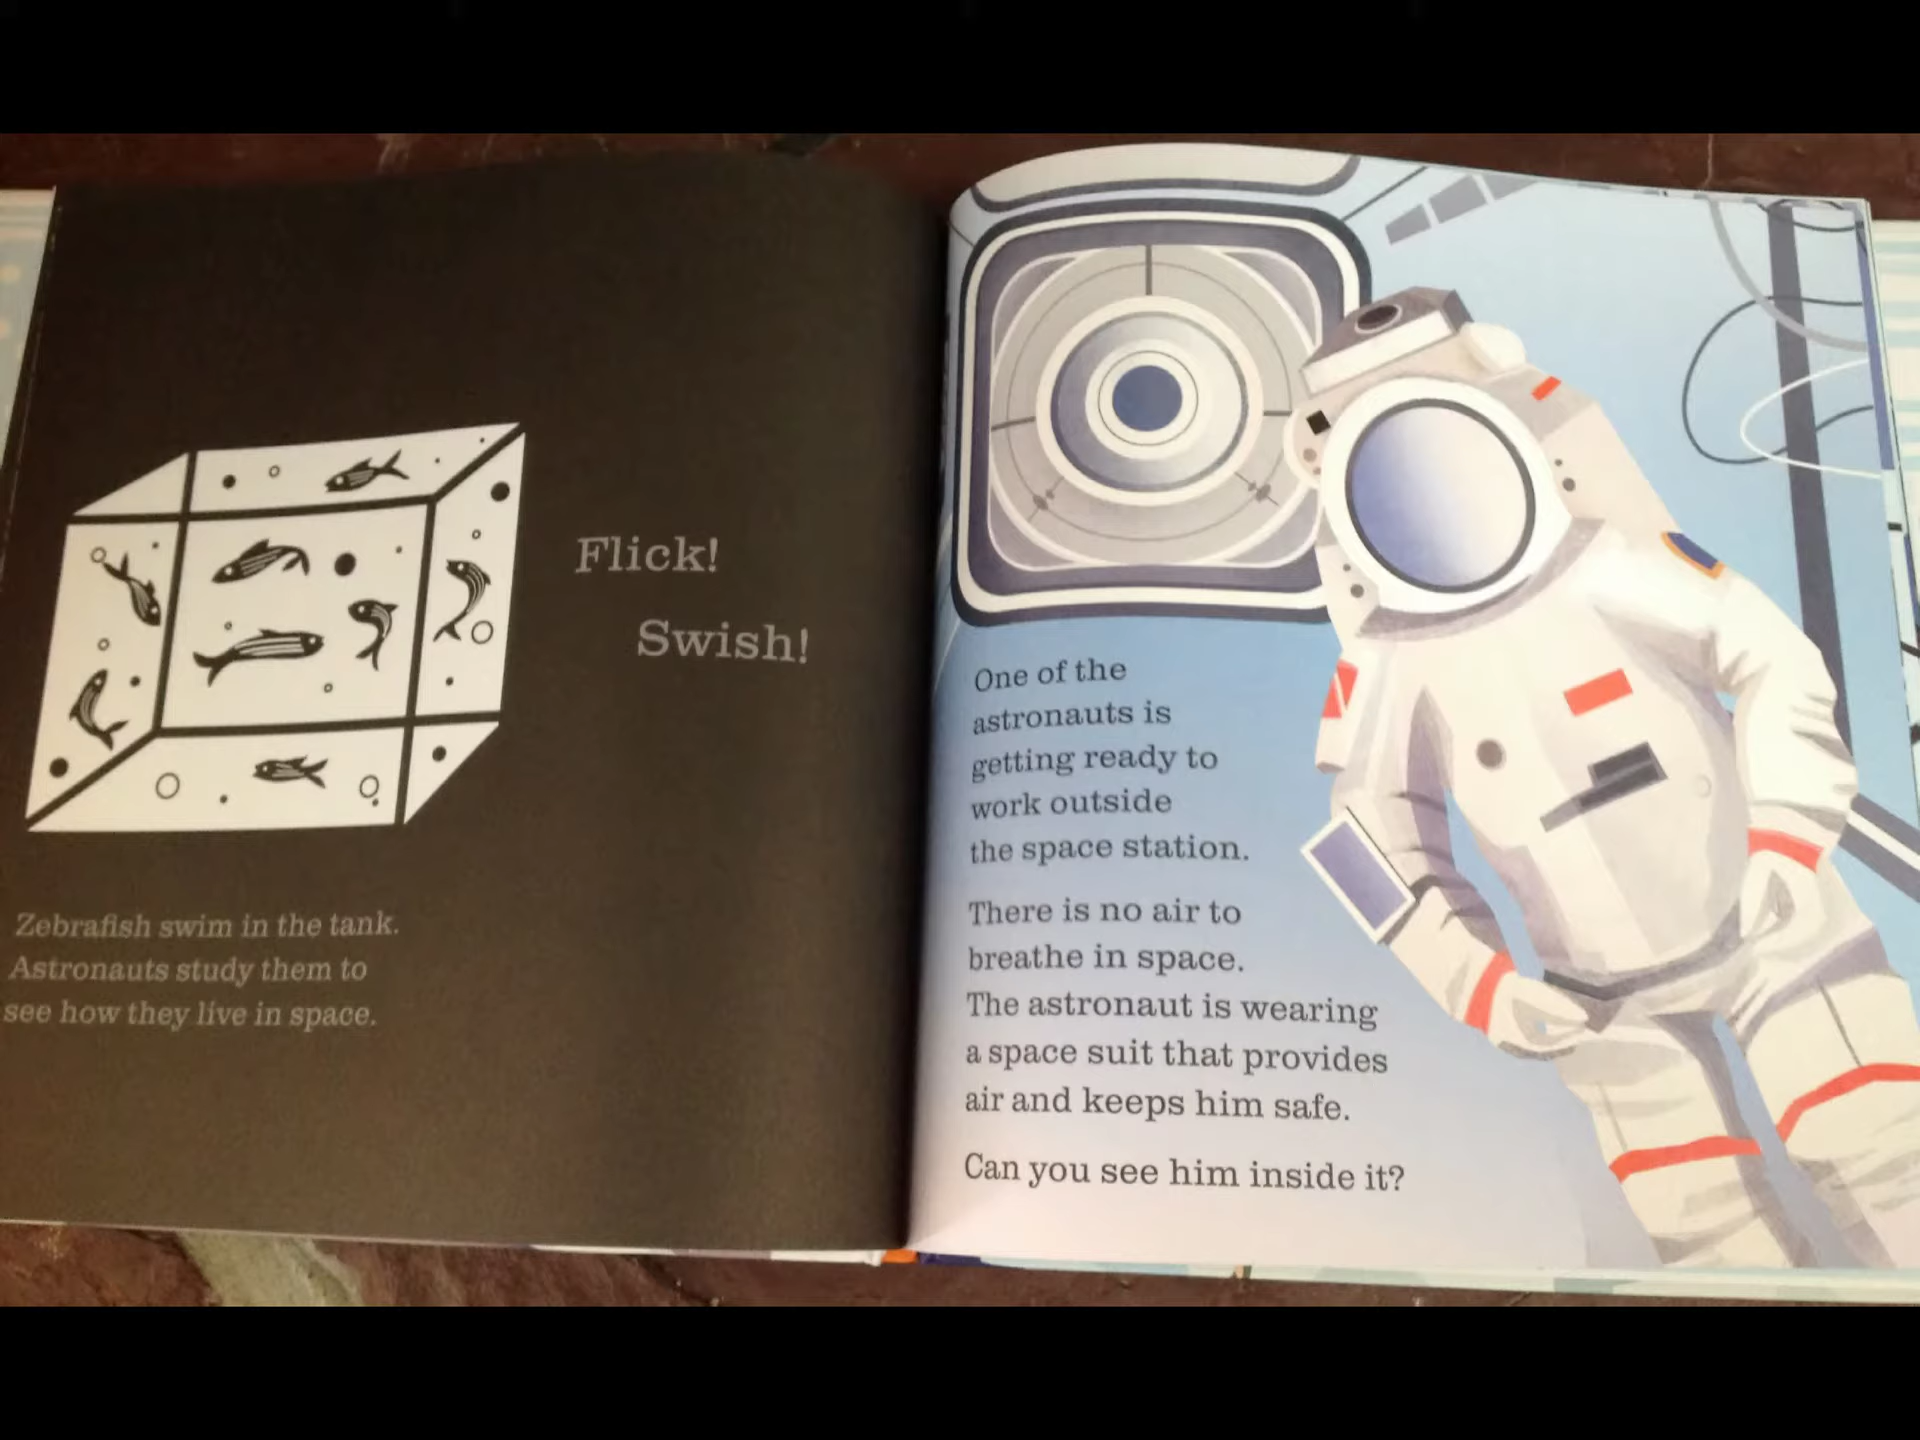 Flick!
Swish!
Zebrafish swim in the tank.
Astronauts study them to
see how they live in space.
One of the
astronauts is
getting ready to
work outside
the space station.
There is no air to
breathe in space.
The astronaut is wearing
a space suit that provides
air and keeps him safe.
Can you see him inside it?